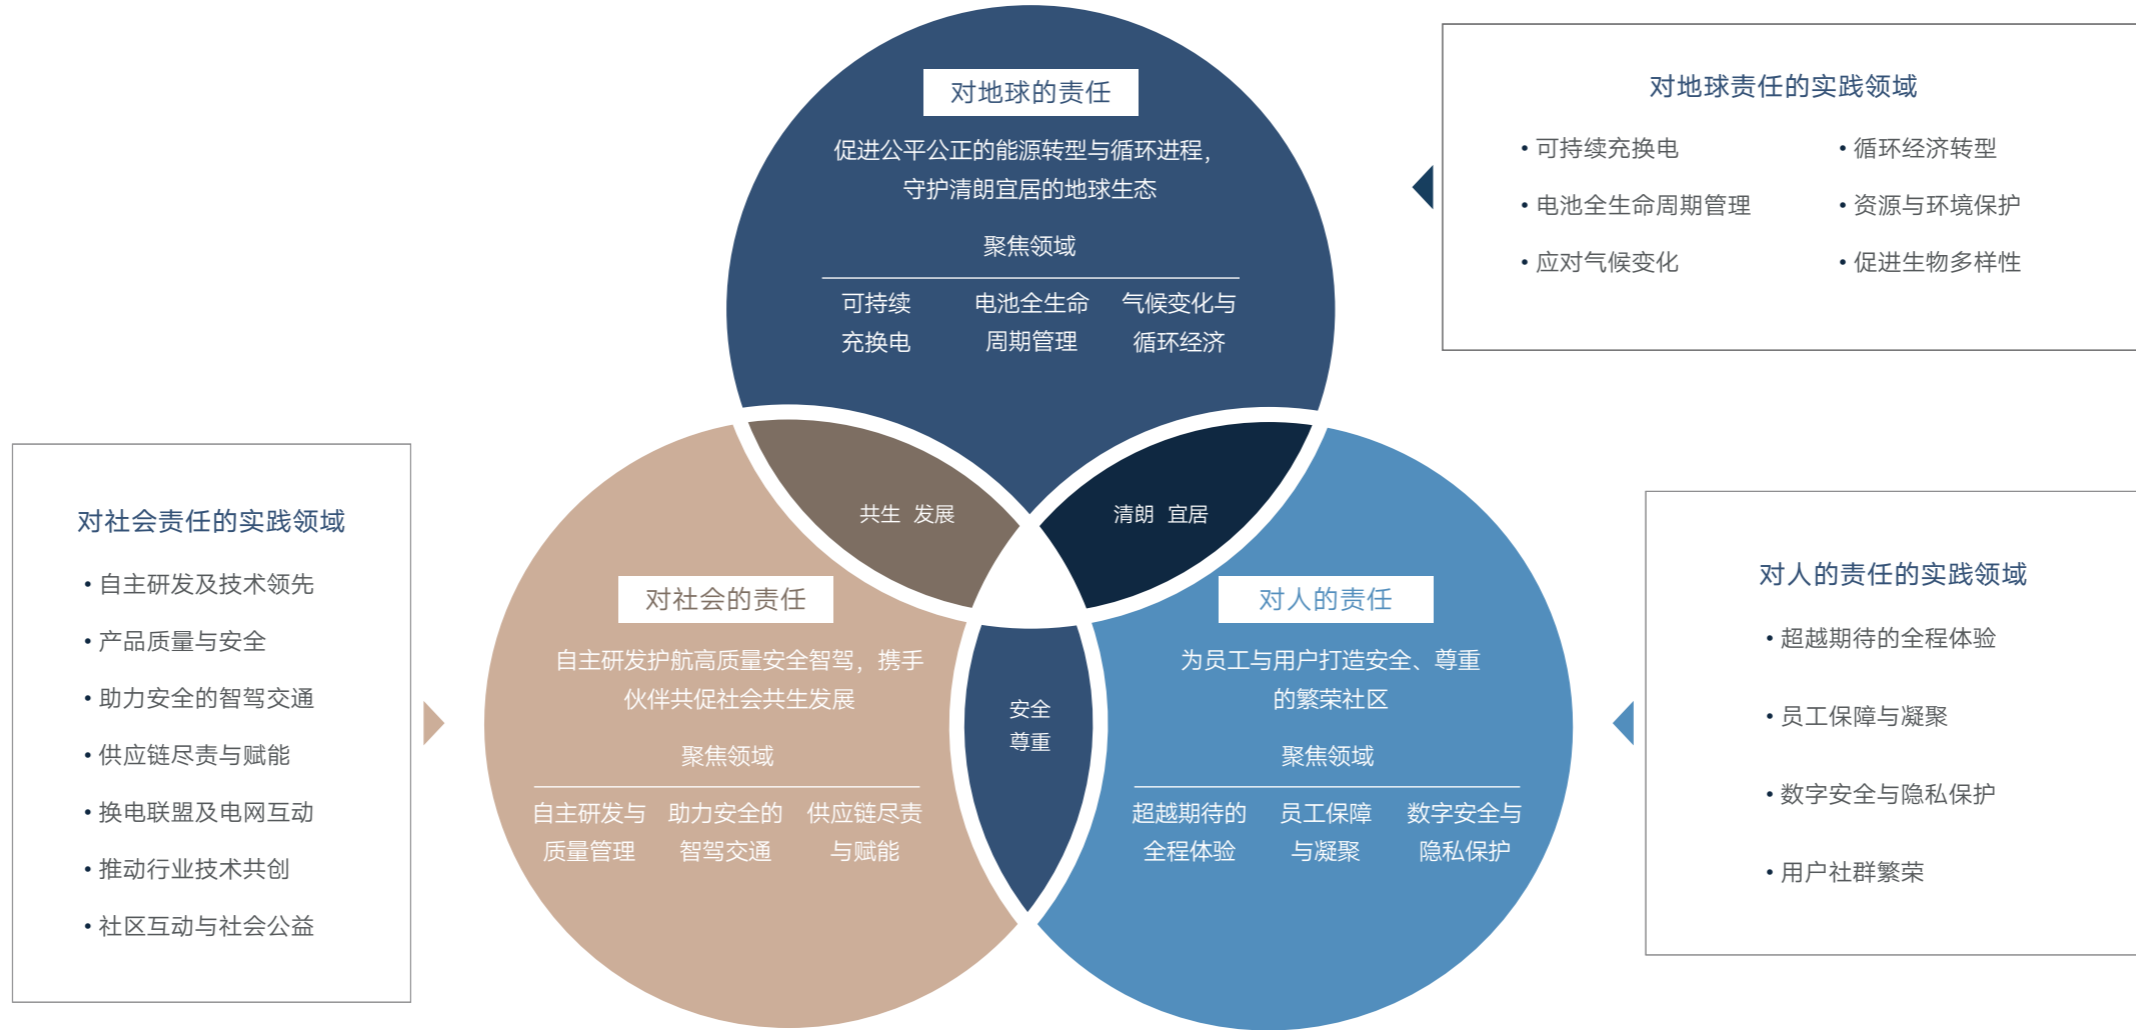 对地球的责任
促进公平公正的能源转型与循环进程，
守护清朗宜居的地球生态
聚焦领域
可持续
充换电
电池全生命
周期管理
气候变化与
循环经济
对地球责任的实践领域
• 可持续充换电
• 循环经济转型
• 电池全生命周期管理
• 资源与环境保护
• 应对气候变化
• 促进生物多样性
共生 发展
清朗 宜居
安全
尊重
对社会责任的实践领域
• 自主研发及技术领先
• 产品质量与安全
• 助力安全的智驾交通
• 供应链尽责与赋能
• 换电联盟及电网互动
• 推动行业技术共创
• 社区互动与社会公益
对社会的责任
自主研发护航高质量安全智驾，携手
伙伴共促社会共生发展
聚焦领域
自主研发与
质量管理
助力安全的
智驾交通
供应链尽责
与赋能
对人的责任
为员工与用户打造安全、尊重
的繁荣社区
聚焦领域
超越期待的
全程体验
员工保障
与凝聚
数字安全与
隐私保护
对人的责任的实践领域
• 超越期待的全程体验
• 员工保障与凝聚
• 数字安全与隐私保护
• 用户社群繁荣